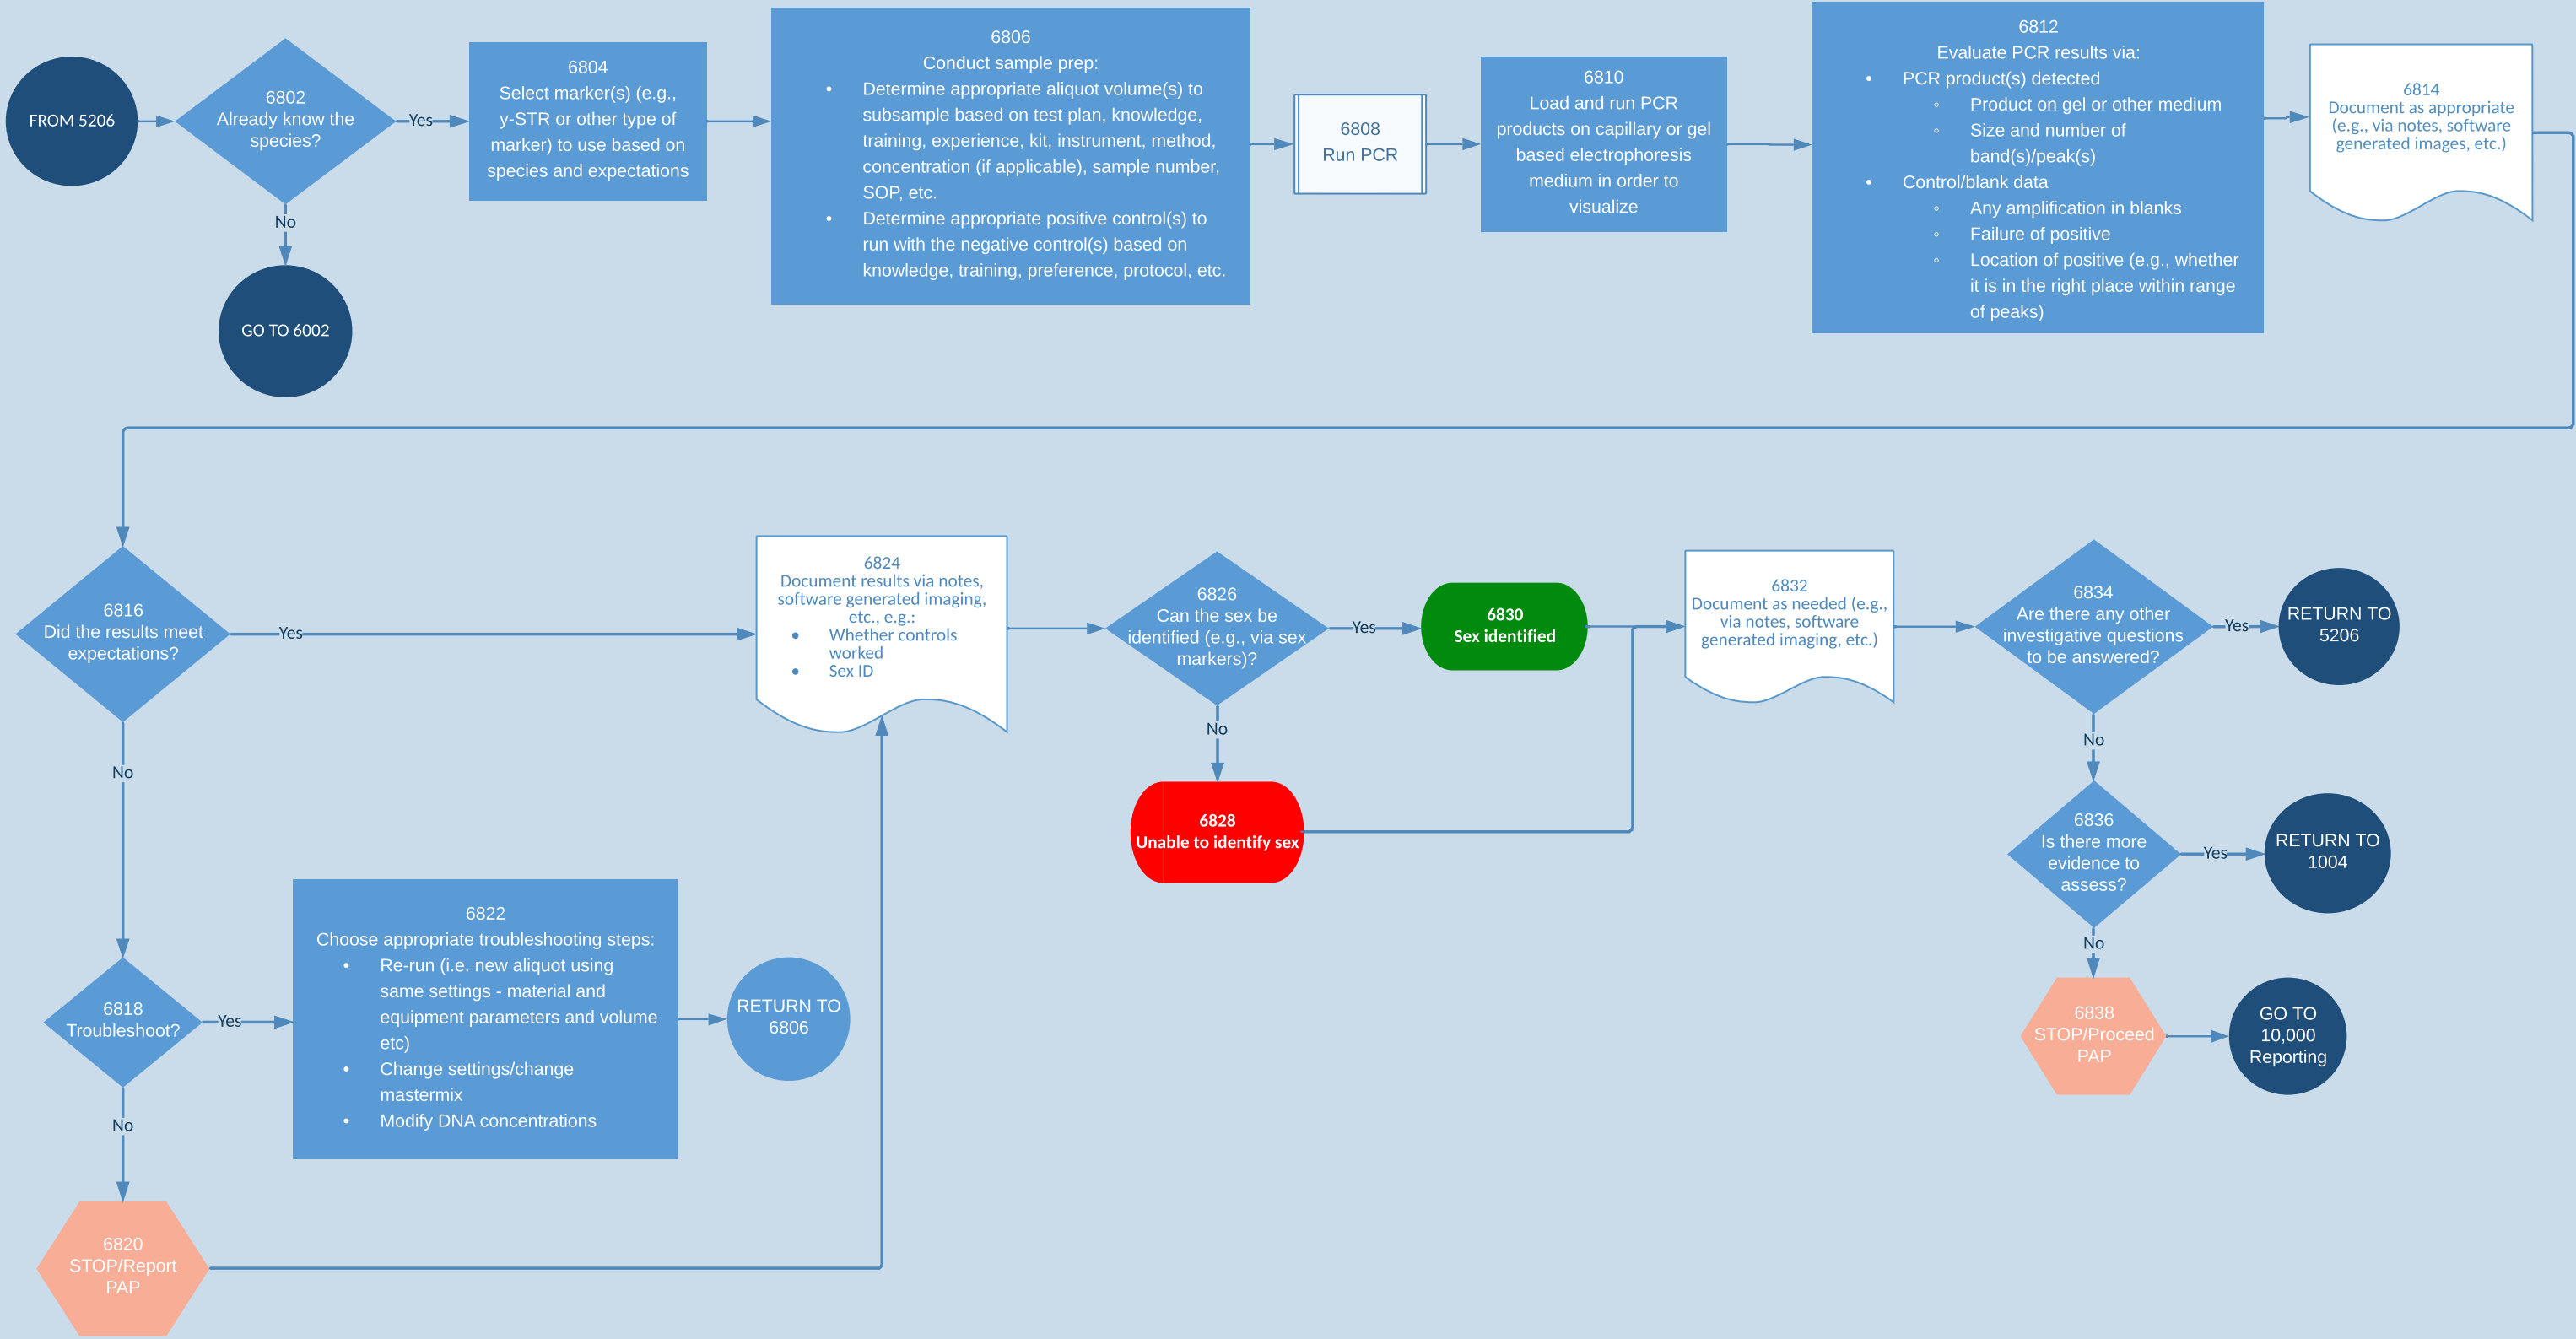 FROM 5206
6802
Already know the
species?
Yes
No
GO TO 6002
6804
Select marker(s) (e.g.,
y-STR or other type of
marker) to use based on
species and expectations
6806
Conduct sample prep:
• Determine appropriate aliquot volume(s) to
subsample based on test plan, knowledge,
training, experience, kit, instrument, method,
concentration (if applicable), sample number,
SOP, etc.
• Determine appropriate positive control(s) to
run with the negative control(s) based on
knowledge, training, preference, protocol, etc.
6808
Run PCR
6810
Load and run PCR
products on capillary or gel
based electrophoresis
medium in order to
visualize
6812
Evaluate PCR results via:
• PCR product(s) detected
◦ Product on gel or other medium
◦ Size and number of
band(s)/peak(s)
• Control/blank data
◦ Any amplification in blanks
◦ Failure of positive
◦ Location of positive (e.g., whether
it is in the right place within range
of peaks)
6814
Document as appropriate
(e.g., via notes, software
generated images, etc.)
6816
Did the results meet
expectations?
Yes
No
6818
Troubleshoot?
Yes
No
6820
STOP/Report
PAP
6822
Choose appropriate troubleshooting steps:
• Re-run (i.e. new aliquot using
same settings - material and
equipment parameters and volume
etc)
• Change settings/change
mastermix
• Modify DNA concentrations
RETURN TO
6806
6824
Document results via notes,
software generated imaging,
etc., e.g.:
• Whether controls
worked
• Sex ID
6826
Can the sex be
identified (e.g., via sex
markers)?
Yes
No
6828
Unable to identify sex
6830
Sex identified
6832
Document as needed (e.g.,
via notes, software
generated imaging, etc.)
6834
Are there any other
investigative questions
to be answered?
Yes
RETURN TO
5206
No
6836
Is there more
evidence to
assess?
Yes
RETURN TO
1004
No
6838
STOP/Proceed
PAP
GO TO
10,000
Reporting